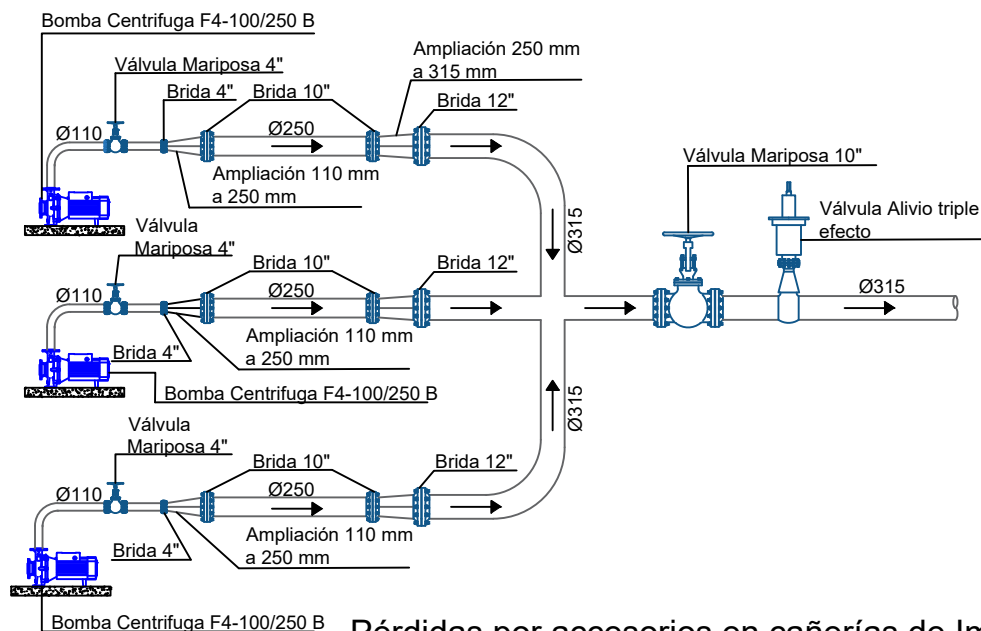 Bomba Centrifuga F4-100/250 B
Válvula Mariposa 4"
Brida 4"
Brida 10"
Ampliación 250 mm
a 315 mm
Brida 12"
Ø110
Ø250
Ampliación 110 mm
a 250 mm
Ø315
Válvula Mariposa 10"
Válvula Alivio triple
efecto
Ø315
Válvula
Mariposa 4"
Brida 10"
Brida 12"
Ø110
Ø250
Brida 4"
Ampliación 110 mm
a 250 mm
Bomba Centrifuga F4-100/250 B
Ø315
Válvula
Mariposa 4"
Brida 10"
Brida 12"
Ø110
Ø250
Brida 4"
Ampliación 110 mm
a 250 mm
Bomba Centrifuga F4-100/250 B
Pérdidas por accesorios en cañerías de